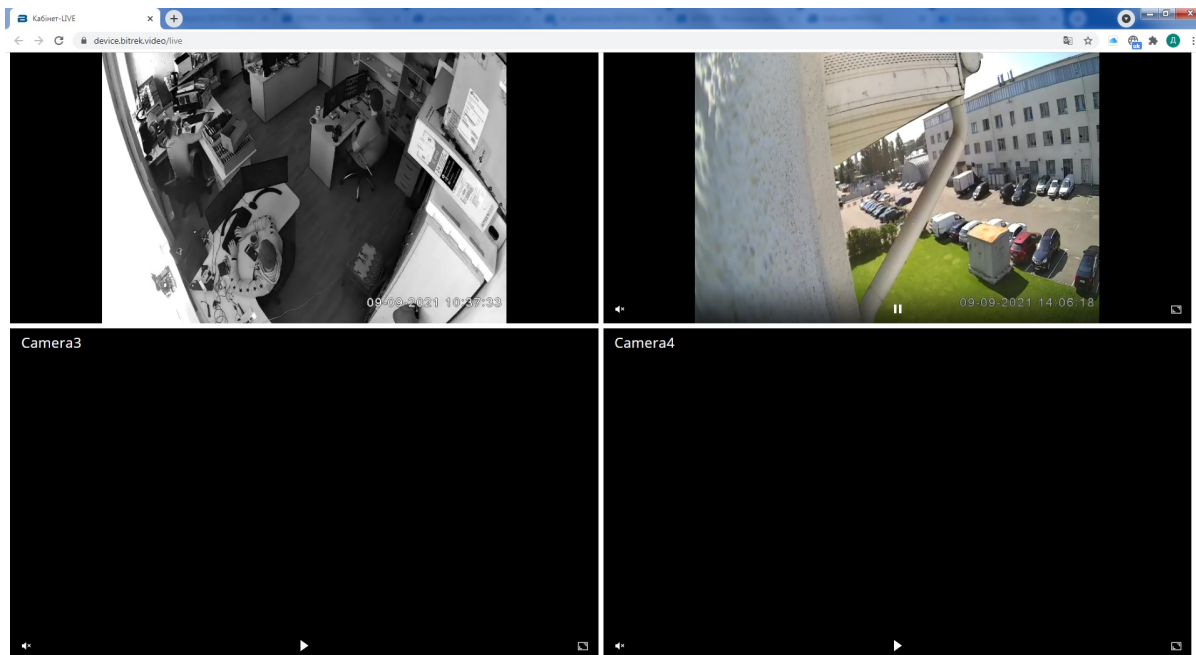 Кабінет-LIVE
device.bitrek.video/live
uk
Д
09-09-2021 10:37:33
09-09-2021 14:06:18
Camera3
Camera4